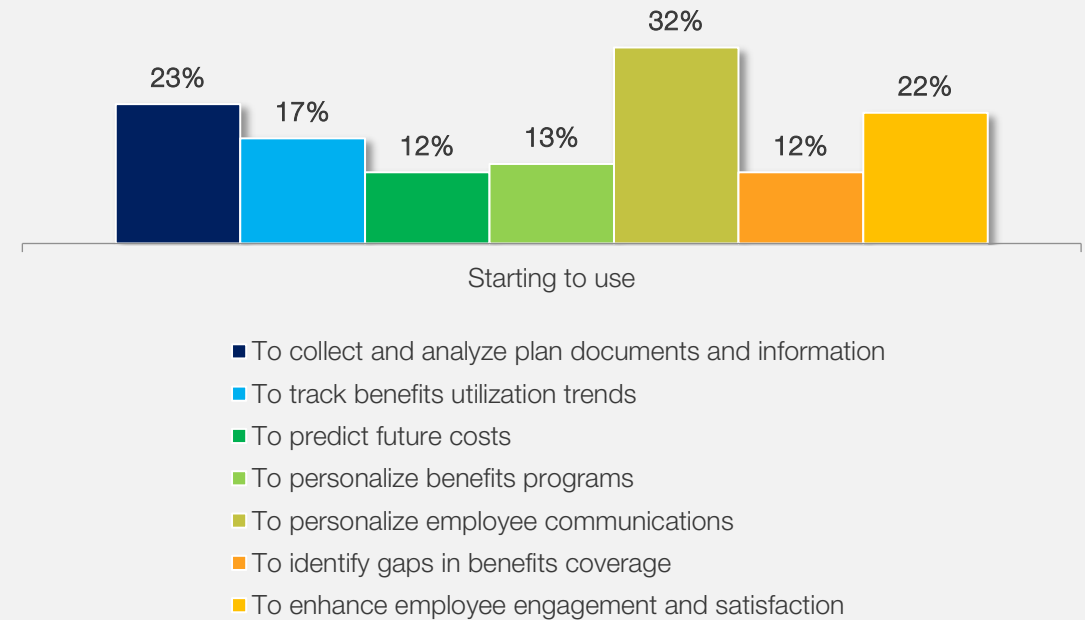 32%
23%
22%
17%
13%
12%
12%
Starting to use
To collect and analyze plan documents and information
To track benefits utilization trends
To predict future costs
To personalize benefits programs
To personalize employee communications
To identify gaps in benefits coverage
To enhance employee engagement and satisfaction